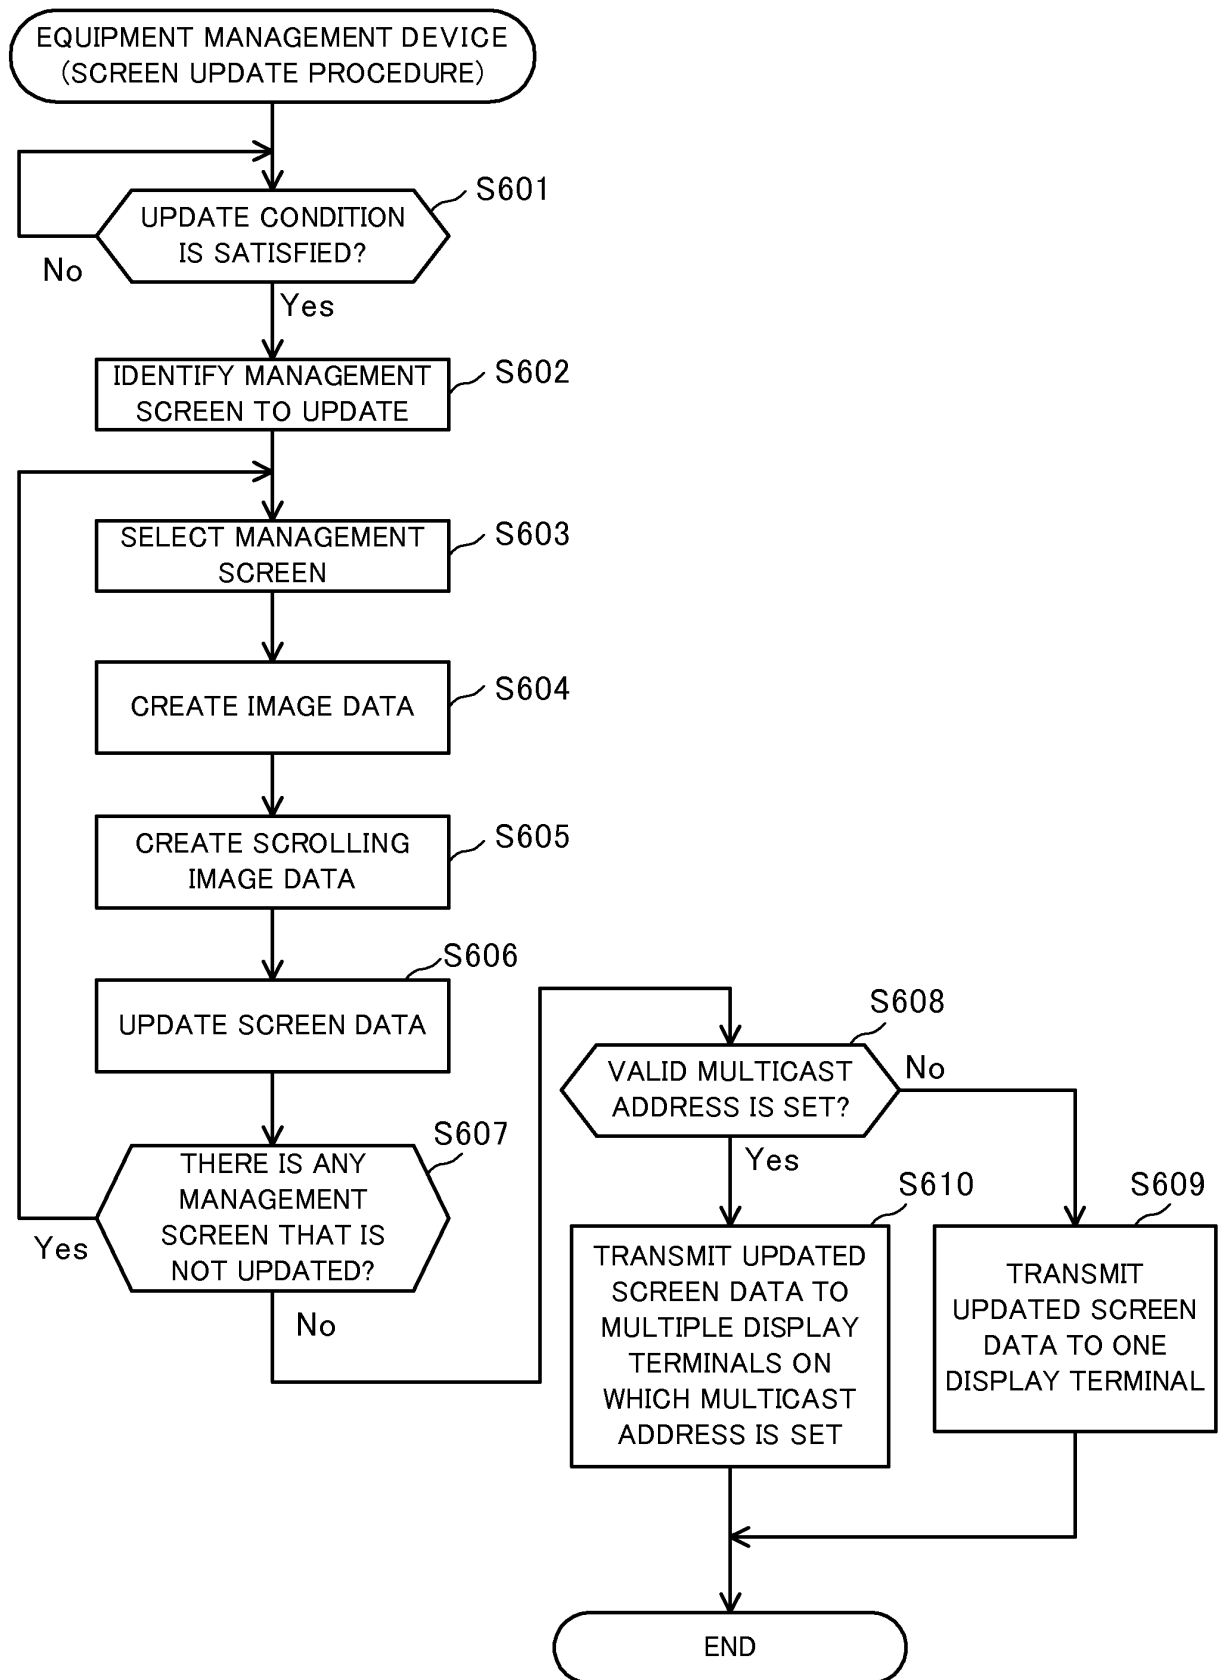 EQUIPMENT MANAGEMENT DEVICE
(SCREEN UPDATE PROCEDURE)
S601
UPDATE CONDITION
IS SATISFIED?
No
Yes
S602
IDENTIFY MANAGEMENT
SCREEN TO UPDATE
S603
SELECT MANAGEMENT
SCREEN
S604
CREATE IMAGE DATA
S605
CREATE SCROLLING
IMAGE DATA
S606
UPDATE SCREEN DATA
S607
THERE IS ANY
MANAGEMENT
SCREEN THAT IS
NOT UPDATED?
Yes
No
S608
VALID MULTICAST
ADDRESS IS SET?
No
Yes
S610
TRANSMIT UPDATED
SCREEN DATA TO
MULTIPLE DISPLAY
TERMINALS ON
WHICH MULTICAST
ADDRESS IS SET
S609
TRANSMIT
UPDATED SCREEN
DATA TO ONE
DISPLAY TERMINAL
END